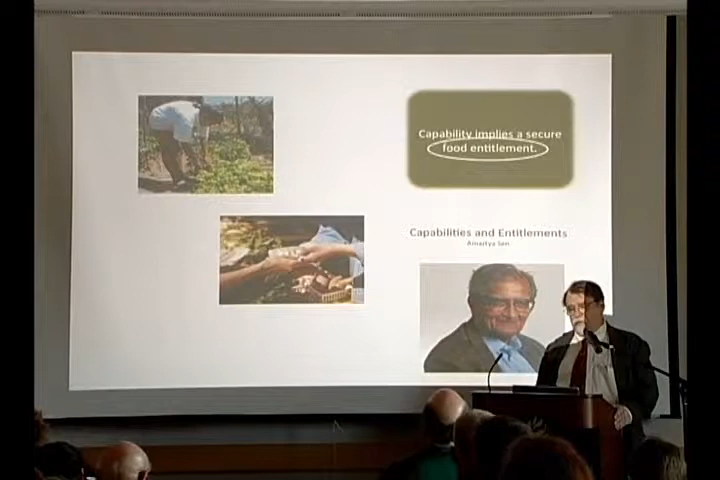 Capability implies a secure
food entitlement.
Capabilities and Entitlements
Amartya Sen